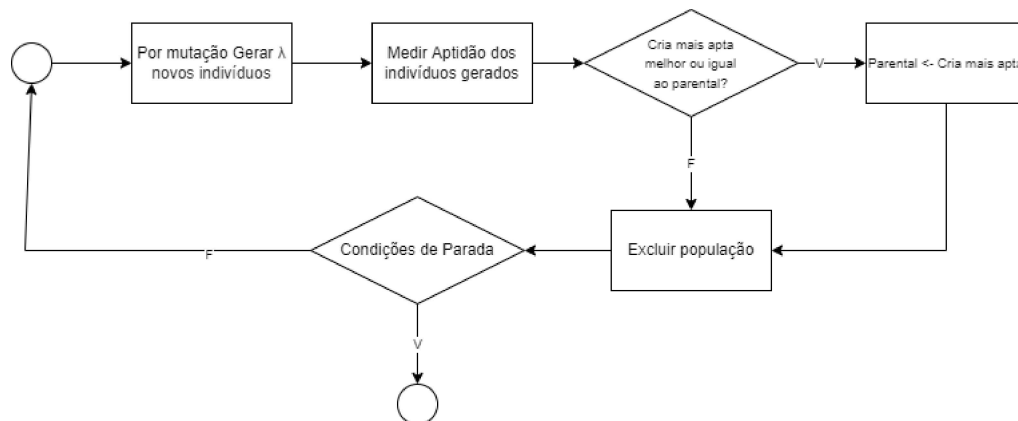 Por mutação Gerar λ
novos indivíduos
Medir Aptidão dos
indivíduos gerados
Cria mais apta
melhor ou igual
ao parental?
V
Parental <- Cria mais apta
F
Excluir população
Condições de Parada
F
V